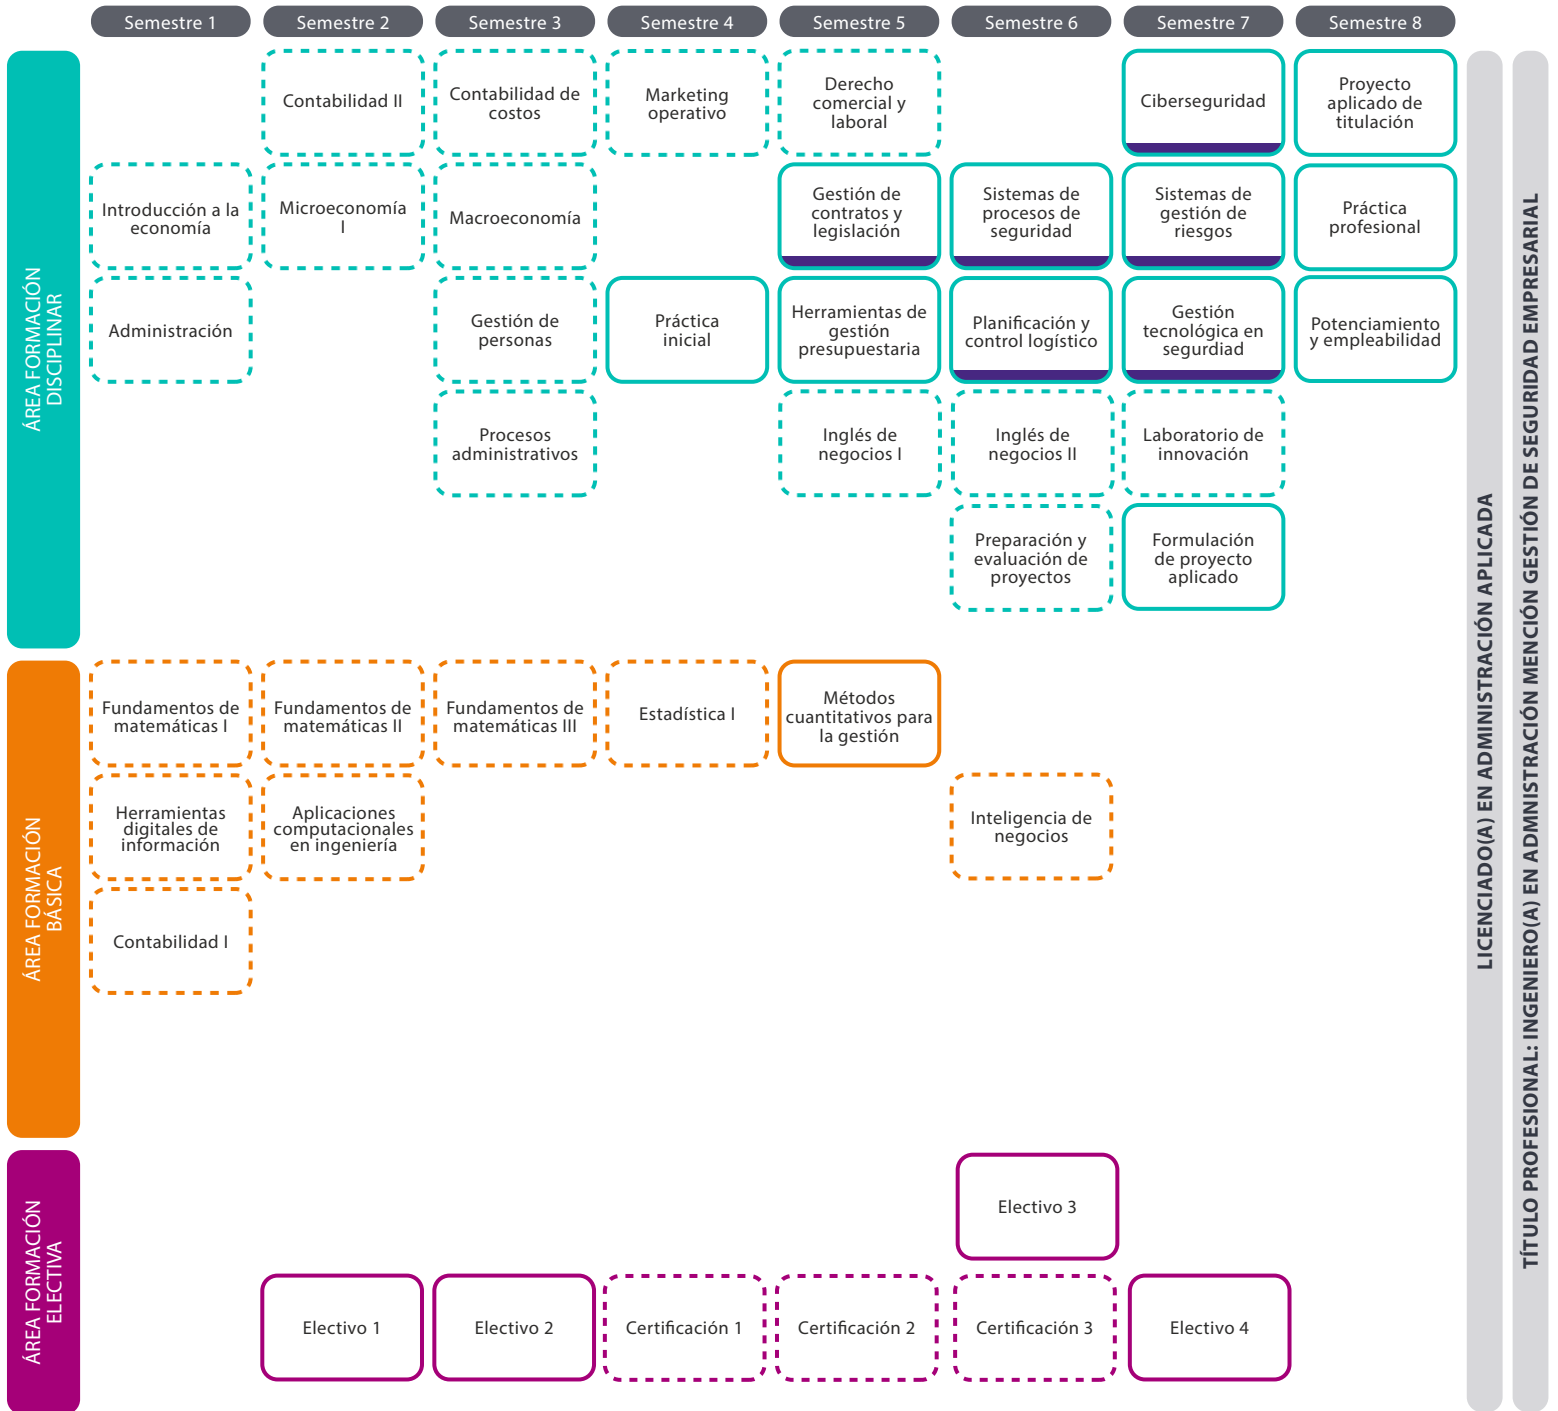 Semestre 1
Semestre 2
Semestre 3
Semestre 4
Semestre 5
Semestre 6
Semestre 7
Semestre 8
ÁREA FORMACIÓN
DISCIPLINAR
Contabilidad II
Contabilidad de
costos
Marketing
operativo
Derecho
comercial y
laboral
Ciberseguridad
Proyecto
aplicado de
titulación
Introducción a la
economía
Microeconomía
I
Macroeconomía
Gestión de
contratos y
legislación
Sistemas de
procesos de
seguridad
Sistemas de
gestión de
riesgos
Práctica
profesional
Administración
Gestión de
personas
Práctica
inicial
Herramientas de
gestión
presupuestaria
Planificación y
control logístico
Gestión
tecnológica en
segurdiad
Potenciamiento
y empleabilidad
Procesos
administrativos
Inglés de
negocios I
Inglés de
negocios II
Laboratorio de
innovación
Preparación y
evaluación de
proyectos
Formulación
de proyecto
aplicado
ÁREA FORMACIÓN
BÁSICA
Fundamentos de
matemáticas I
Fundamentos de
matemáticas II
Fundamentos de
matemáticas III
Estadística I
Métodos
cuantitativos para
la gestión
Herramientas
digitales de
información
Aplicaciones
computacionales
en ingeniería
Inteligencia de
negocios
Contabilidad I
ÁREA FORMACIÓN
ELECTIVA
Electivo 3
Electivo 1
Electivo 2
Certificación 1
Certificación 2
Certificación 3
Electivo 4
LICENCIADO(A) EN ADMINISTRACIÓN APLICADA
TÍTULO PROFESIONAL: INGENIERO(A) EN ADMNISTRACIÓN MENCIÓN GESTIÓN DE SEGURIDAD EMPRESARIAL